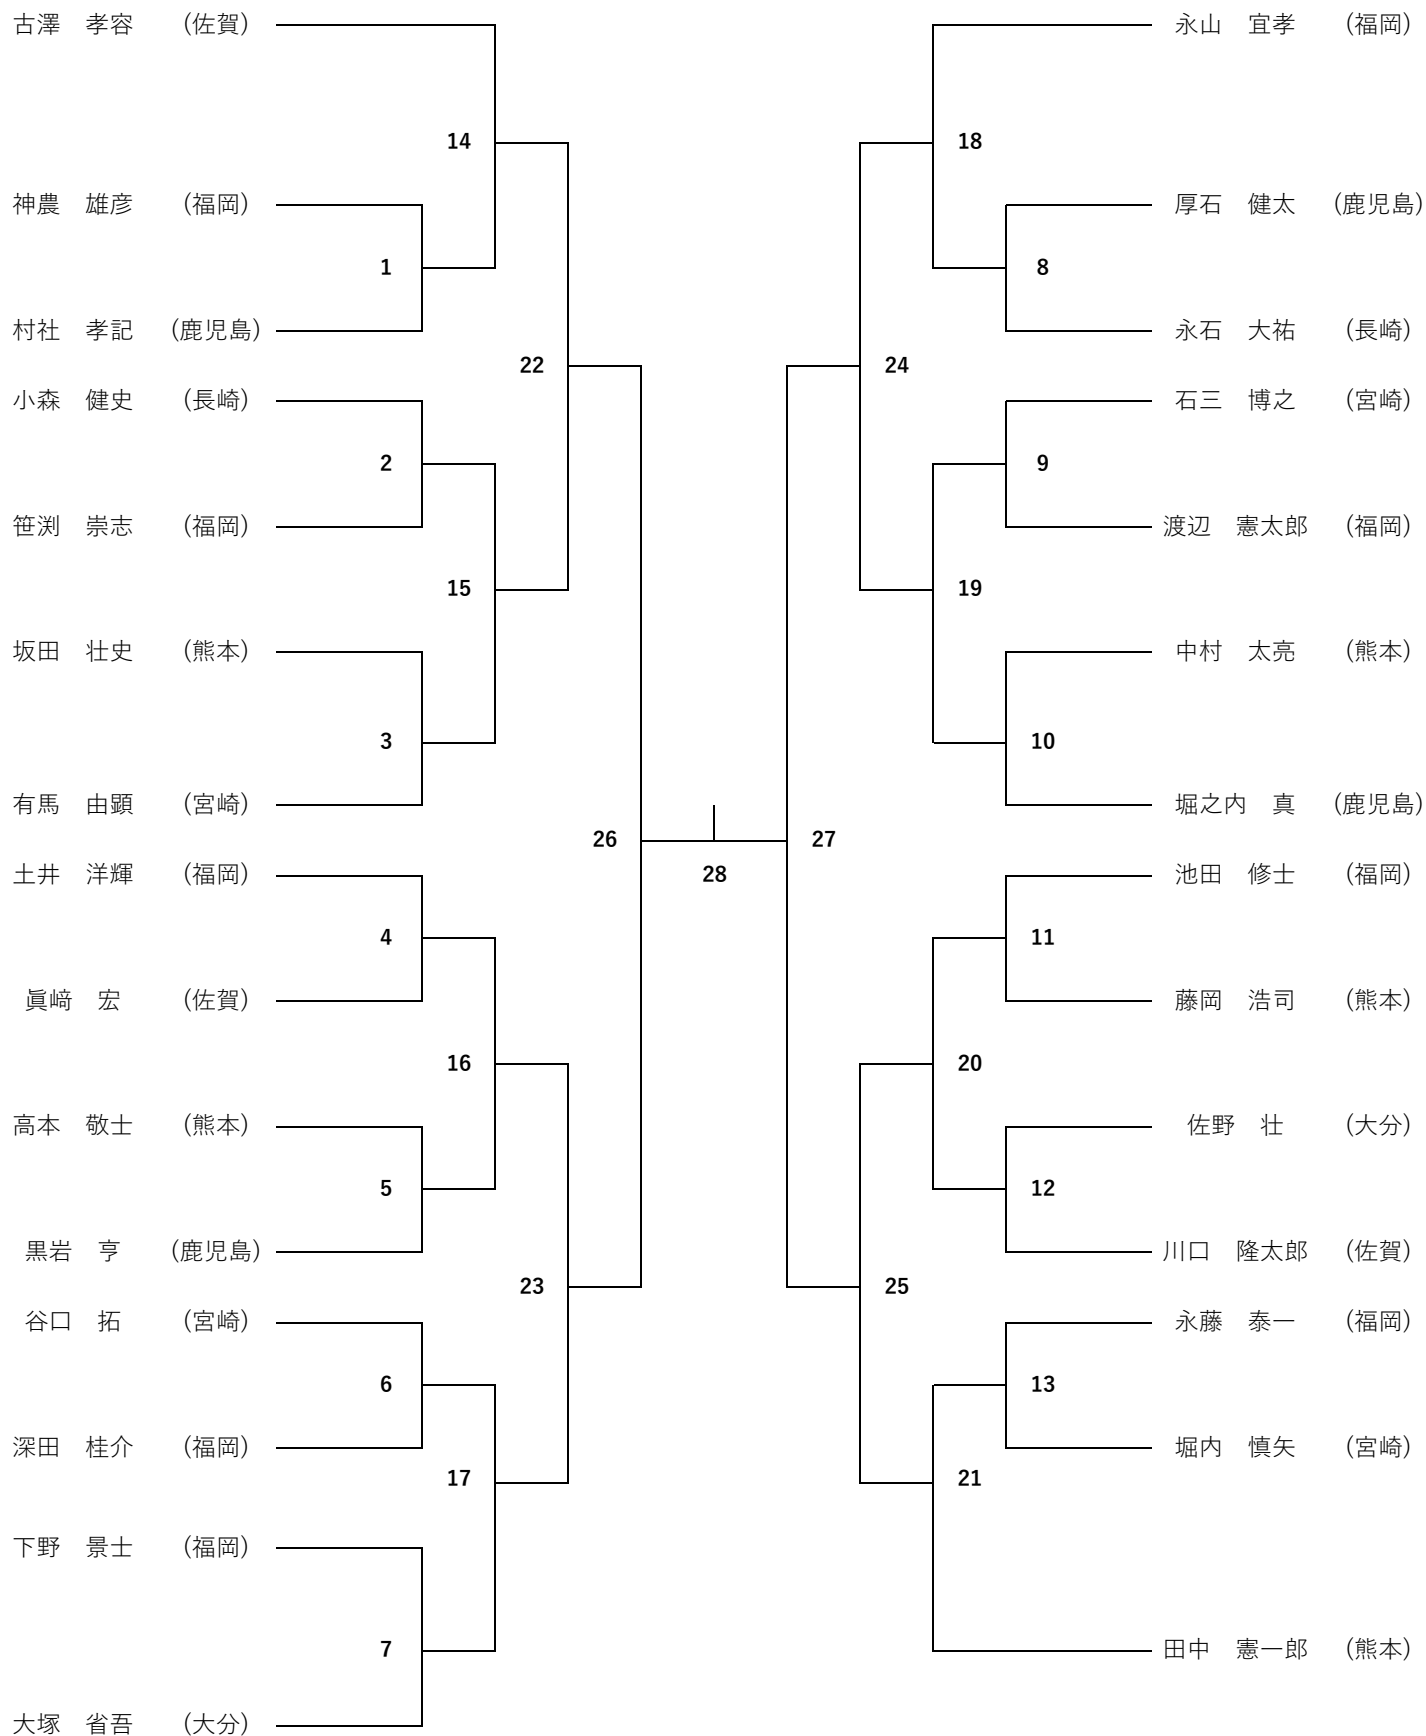 古澤　孝容　（佐賀）
14
神農　雄彦　（福岡）
1
村社　孝記　（鹿児島）
22
小森　健史　（長崎）
2
笹渕　崇志　（福岡）
15
坂田　壮史　（熊本）
3
有馬　由顕　（宮崎）
26
土井　洋輝　（福岡）
4
眞﨑　宏　（佐賀）
16
高本　敬士　（熊本）
5
黒岩　亨　（鹿児島）
23
谷口　拓　（宮崎）
6
深田　桂介　（福岡）
17
下野　景士　（福岡）
7
大塚　省吾　（大分）
28
永山　宜孝　（福岡）
18
厚石　健太　（鹿児島）
8
永石　大祐　（長崎）
24
石三　博之　（宮崎）
9
渡辺　憲太郎　（福岡）
19
中村　太亮　（熊本）
10
堀之内　真　（鹿児島）
27
池田　修士　（福岡）
11
藤岡　浩司　（熊本）
20
佐野　壮　（大分）
12
川口　隆太郎　（佐賀）
25
永藤　泰一　（福岡）
13
堀内　慎矢　（宮崎）
21
田中　憲一郎　（熊本）